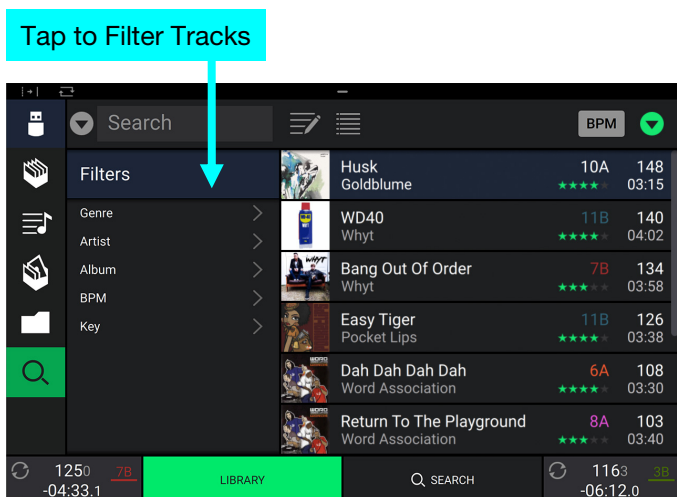 Tap to Filter Tracks
Search
BPM
Filters
Genre
Artist
Album
BPM
Key
Husk 10A 148
Goldblume 03:15
WD40 11B 140
Whyt 04:02
WHYT
Bang Out Of Order 7B 134
Whyt 03:58
Easy Tiger 11B 126
Pocket Lips 03:38
Dah Dah Dah Dah 6A 108
Word Association 03:30
WORD
Return To The Playground 8A 103
Word Association 03:40
1250 7B
-04:33.1
LIBRARY
SEARCH
1163 3B
-06:12.0